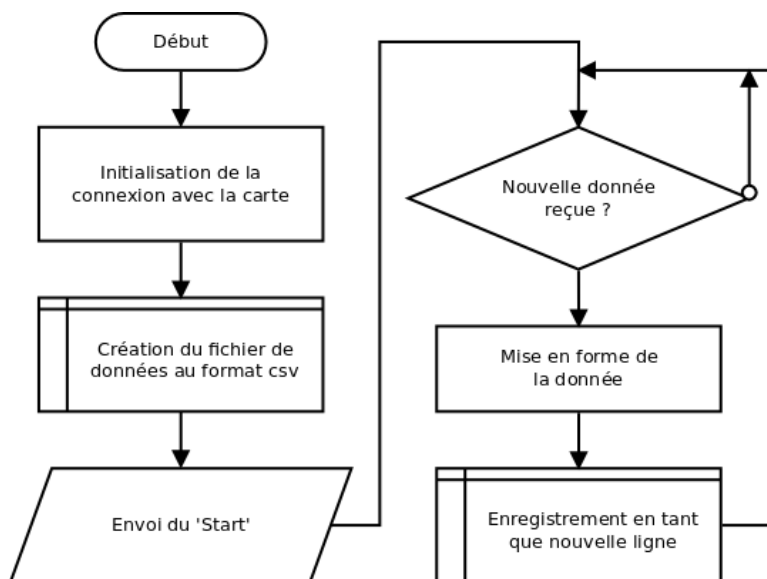 Début
Initialisation de la
connexion avec la carte
Création du fichier de
données au format csv
Envoi du 'Start'
Nouvelle donnée
reçue ?
Mise en forme de
la donnée
Enregistrement en tant
que nouvelle ligne